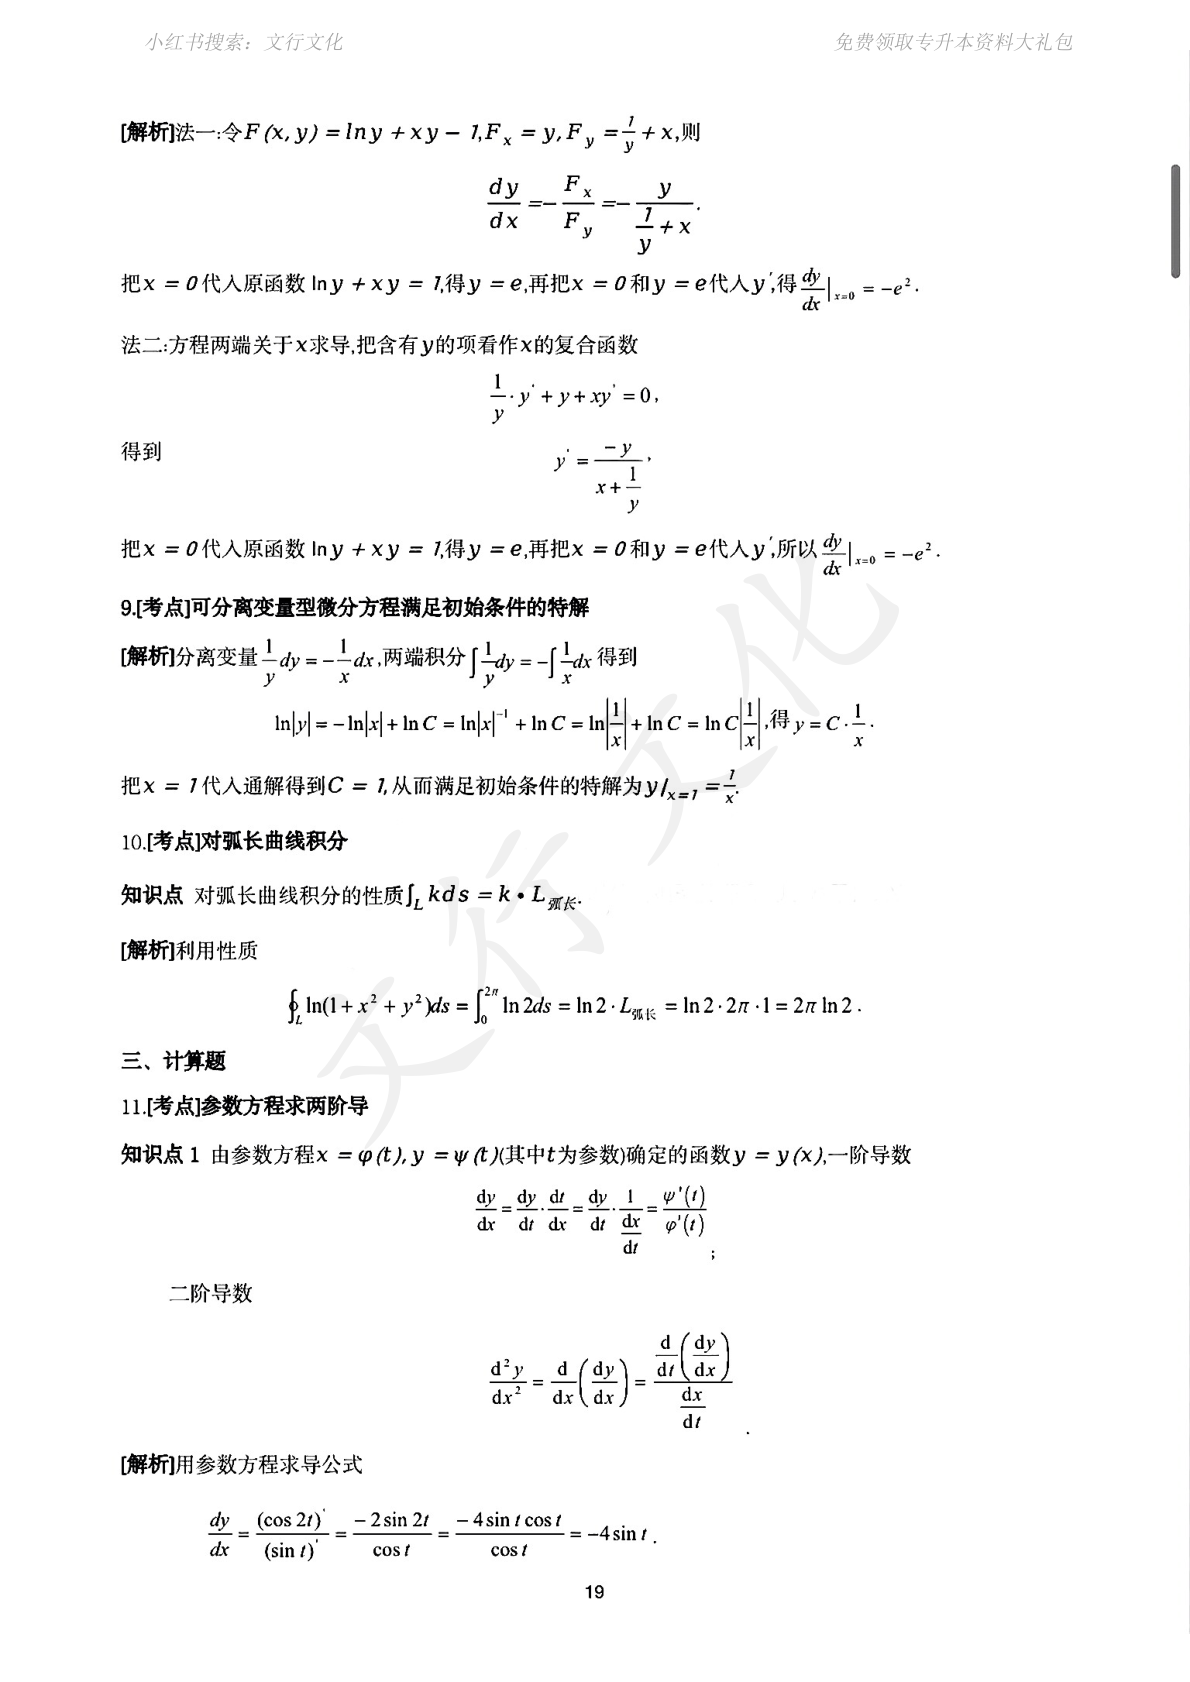 小红书搜索：文行文化
免费领取专升本资料大礼包
[解析]法一:令F(x,y) = lny + xy − 1,Fₓ = y,F_y = 1/y + x,则
dy/dx = −Fₓ/F_y = − y/(1/y + x).
把x = 0代入原函数 lny + xy = 1,得y = e,再把x = 0和y = e代入y',得 dy/dx|ₓ₌₀ = −e².
法二:方程两端关于x求导,把含有y的项看作x的复合函数
1/y · y' + y + xy' = 0,
得到
y' = −y/(x + 1/y),
把x = 0代入原函数 lny + xy = 1,得y = e,再把x = 0和y = e代入y',所以 dy/dx|ₓ₌₀ = −e².
9.[考点]可分离变量型微分方程满足初始条件的特解
[解析]分离变量 1/y dy = −1/x dx,两端积分 ∫1/y dy = −∫1/x dx 得到
ln|y| = −ln|x| + ln C = ln|x|⁻¹ + ln C = ln|1/x| + ln C = ln C|1/x|,得 y = C·1/x.
把x = 1代入通解得到C = 1,从而满足初始条件的特解为y|ₓ₌₁ = 1/x.
10.[考点]对弧长曲线积分
知识点 对弧长曲线积分的性质∫_L kds = k•L弧长.
[解析]利用性质
∮_L ln(1 + x² + y²)ds = ∫₀^{2π} ln 2ds = ln 2·L弧长 = ln 2·2π·1 = 2π ln 2.
三、计算题
11.[考点]参数方程求两阶导
知识点 1 由参数方程x = φ(t),y = ψ(t)(其中t为参数)确定的函数y = y(x),一阶导数
dy/dx = dy/dt · dt/dx = dy/dt · 1/(dx/dt) = ψ'(t)/φ'(t);
二阶导数
d²y/dx² = d/dx(dy/dx) = (d/dt(dy/dx))/(dx/dt).
[解析]用参数方程求导公式
dy/dx = (cos 2t)'/(sin t)' = −2sin 2t/cos t = −4sin t cos t/cos t = −4sin t.
19
文行文化